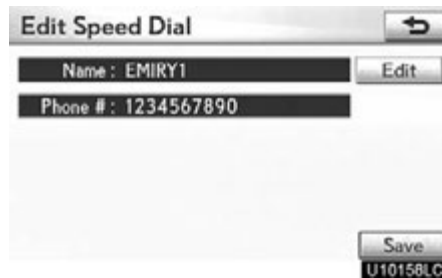 Edit Speed Dial
Name : EMIRY1 Edit
Phone # : 1234567890
Save
U10158LC